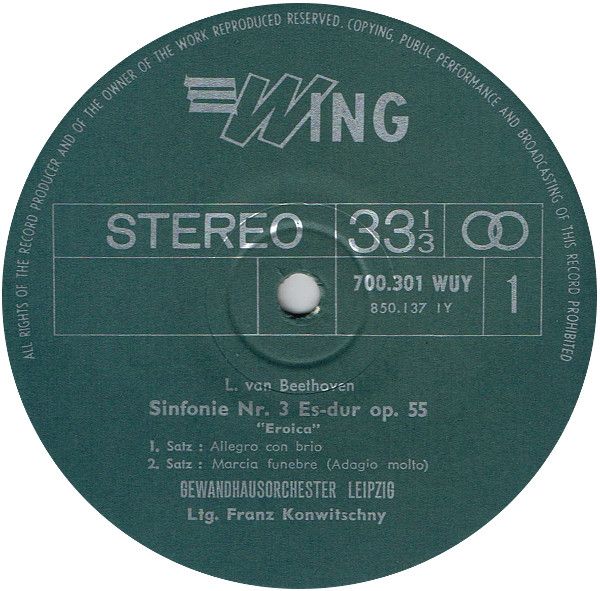 ALL RIGHTS OF THE RECORD PRODUCER AND OF THE OWNER OF THE WORK REPRODUCED RESERVED. COPYING, PUBLIC PERFORMANCE AND BROADCASTING OF THIS RECORD PROHIBITED
WING
STEREO 33 1/3
700.301 WUY 1
850.137 1Y
L. van Beethoven
Sinfonie Nr. 3 Es-dur op. 55
"Eroica"
1. Satz : Allegro con brio
2. Satz : Marcia funebre (Adagio molto)
GEWANDHAUSORCHESTER LEIPZIG
Ltg. Franz Konwitschny